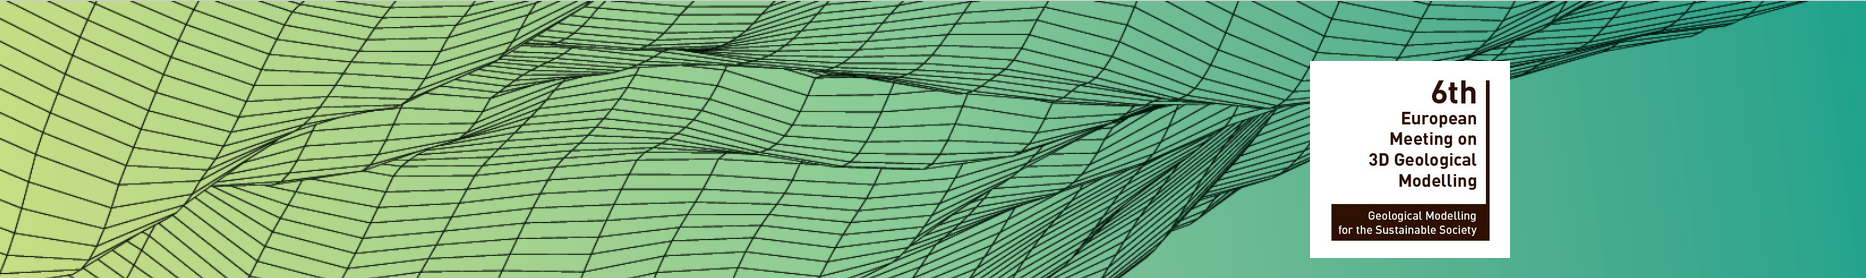 6th
European
Meeting on
3D Geological
Modelling
Geological Modelling
for the Sustainable Society